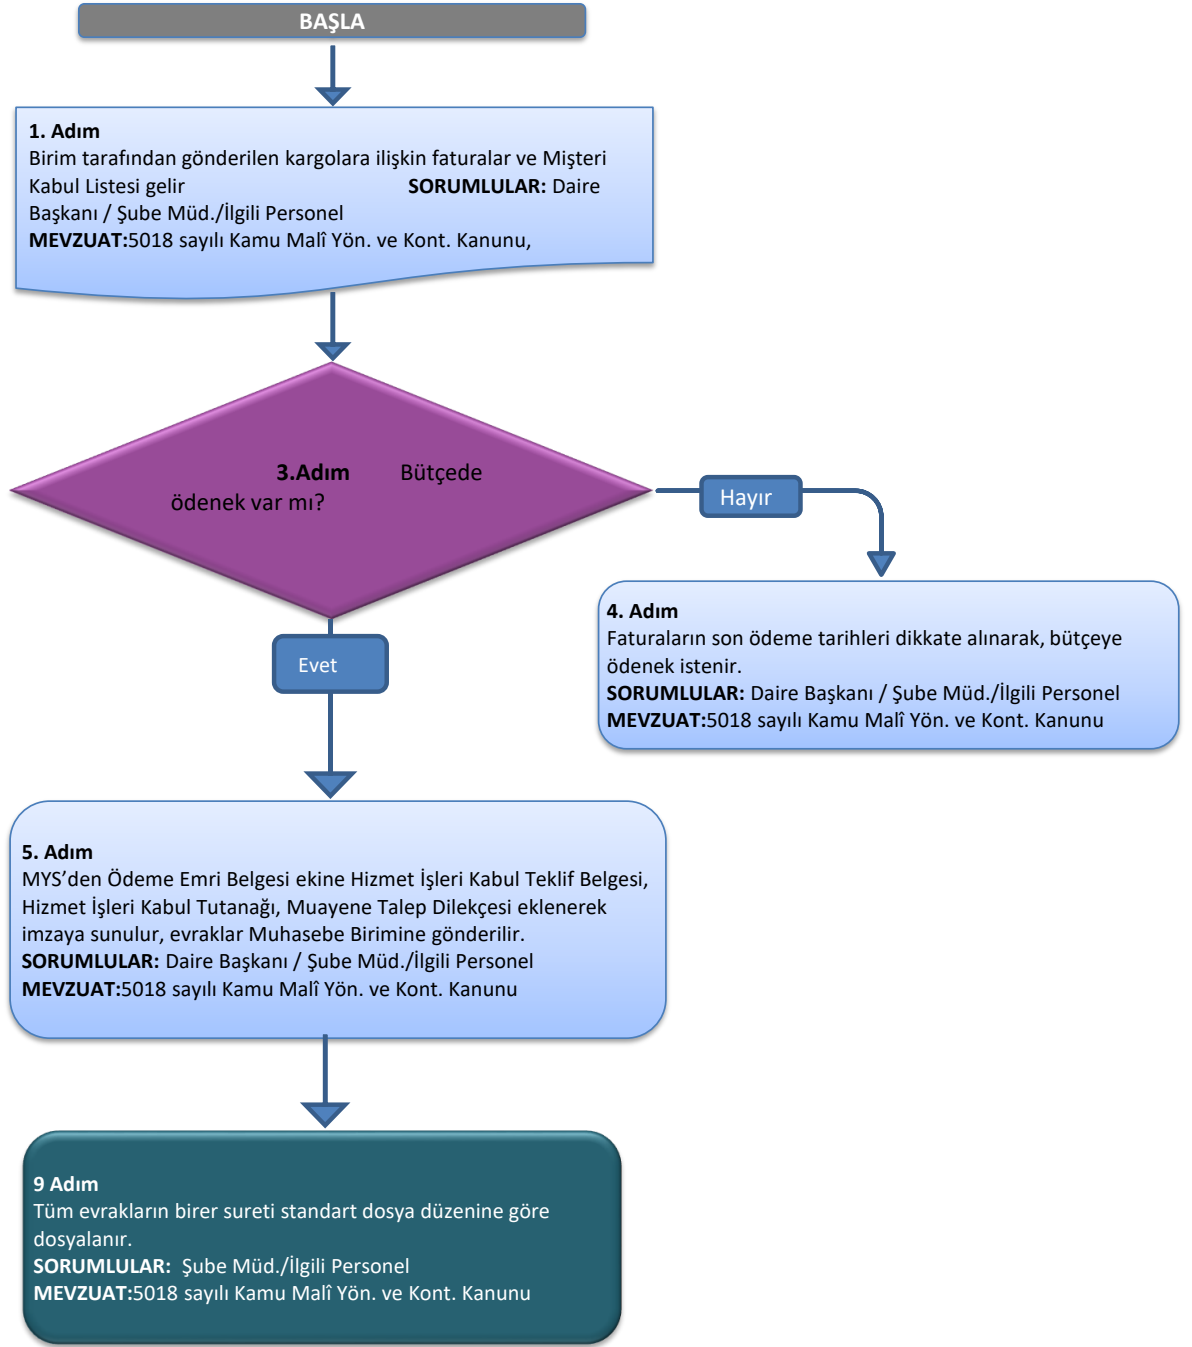 BAŞLA
1. Adım
Birim tarafından gönderilen kargolara ilişkin faturalar ve Mişteri
Kabul Listesi gelir SORUMLULAR: Daire
Başkanı / Şube Müd./İlgili Personel
MEVZUAT:5018 sayılı Kamu Malî Yön. ve Kont. Kanunu,
3.Adım Bütçede
ödenek var mı?
Hayır
4. Adım
Faturaların son ödeme tarihleri dikkate alınarak, bütçeye
ödenek istenir.
SORUMLULAR: Daire Başkanı / Şube Müd./İlgili Personel
MEVZUAT:5018 sayılı Kamu Malî Yön. ve Kont. Kanunu
Evet
5. Adım
MYS’den Ödeme Emri Belgesi ekine Hizmet İşleri Kabul Teklif Belgesi,
Hizmet İşleri Kabul Tutanağı, Muayene Talep Dilekçesi eklenerek
imzaya sunulur, evraklar Muhasebe Birimine gönderilir.
SORUMLULAR: Daire Başkanı / Şube Müd./İlgili Personel
MEVZUAT:5018 sayılı Kamu Malî Yön. ve Kont. Kanunu
9 Adım
Tüm evrakların birer sureti standart dosya düzenine göre
dosyalanır.
SORUMLULAR: Şube Müd./İlgili Personel
MEVZUAT:5018 sayılı Kamu Malî Yön. ve Kont. Kanunu